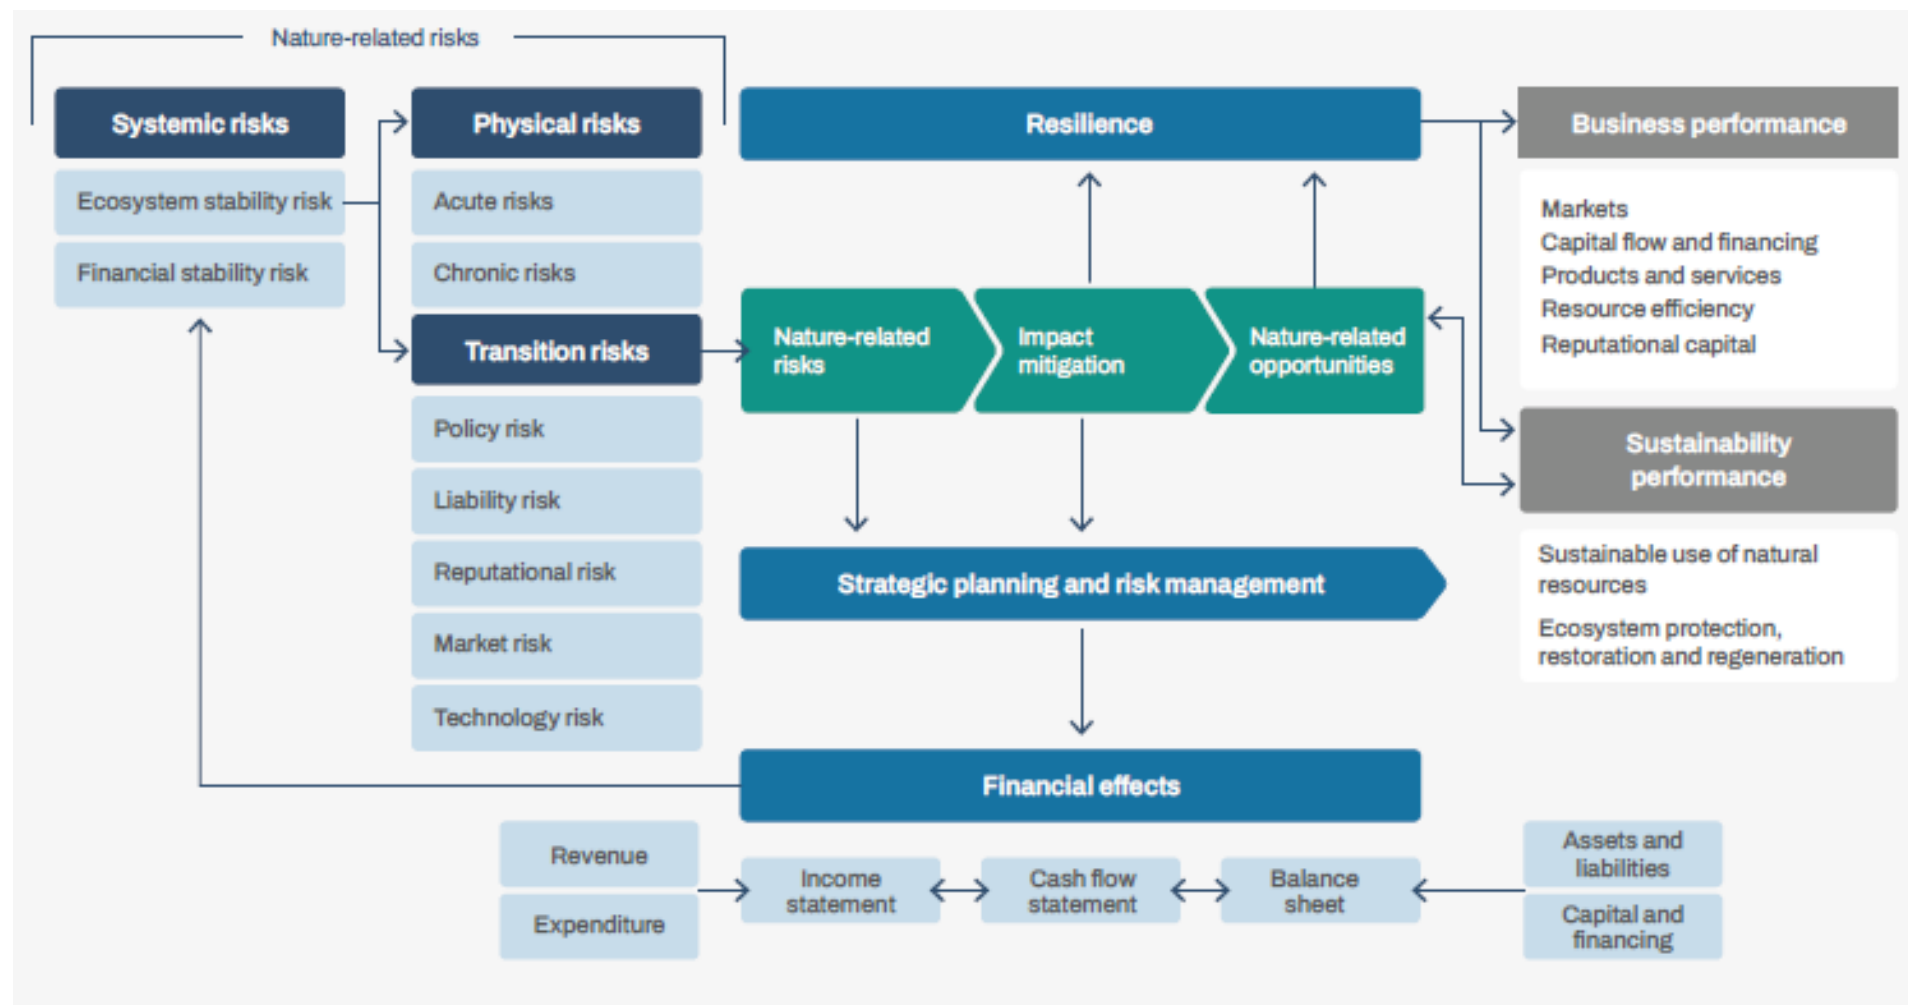 Nature-related risks
Systemic risks
Ecosystem stability risk
Financial stability risk
Physical risks
Acute risks
Chronic risks
Transition risks
Policy risk
Liability risk
Reputational risk
Market risk
Technology risk
Resilience
Nature-related
risks
Impact
mitigation
Nature-related
opportunities
Strategic planning and risk management
Financial effects
Business performance
Markets
Capital flow and financing
Products and services
Resource efficiency
Reputational capital
Sustainability
performance
Sustainable use of natural
resources
Ecosystem protection,
restoration and regeneration
Revenue
Expenditure
Income
statement
Cash flow
statement
Balance
sheet
Assets and
liabilities
Capital and
financing